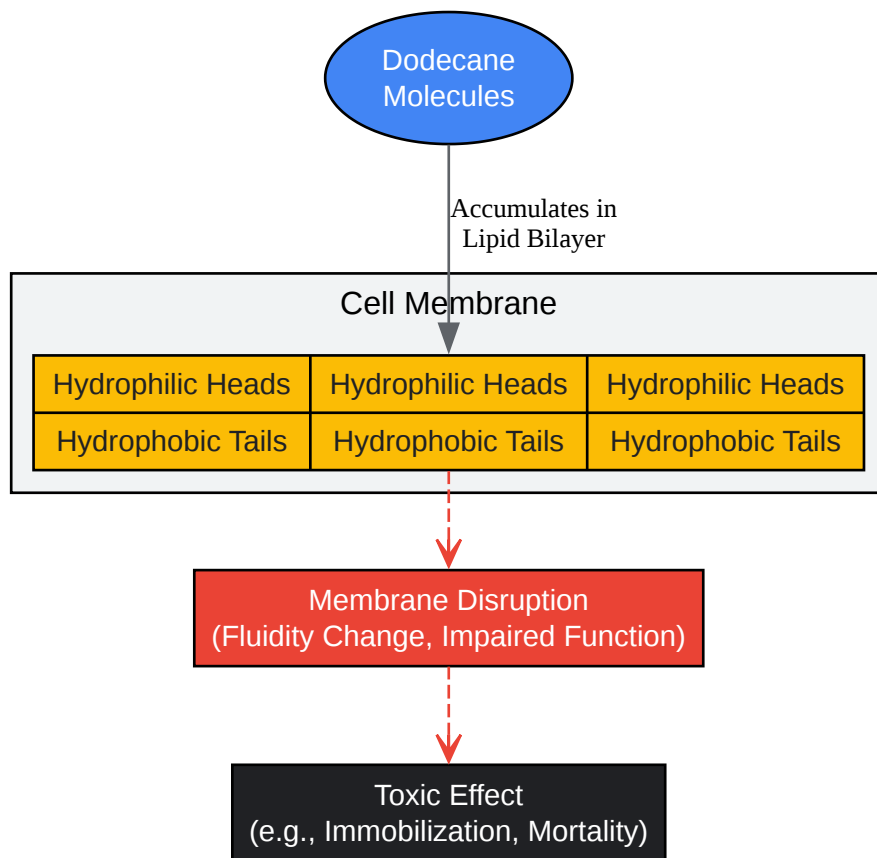 Dodecane
Molecules
Accumulates in
Lipid Bilayer
Cell Membrane
Hydrophilic Heads Hydrophilic Heads Hydrophilic Heads
Hydrophobic Tails Hydrophobic Tails Hydrophobic Tails
Membrane Disruption
(Fluidity Change, Impaired Function)
Toxic Effect
(e.g., Immobilization, Mortality)